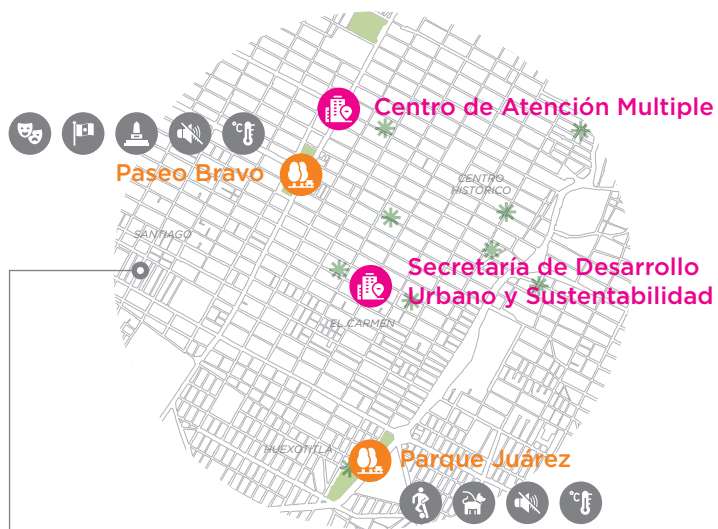 Centro de Atención Multiple
°C
Paseo Bravo
CENTRO
HISTÓRICO
SANTIAGO
Secretaría de Desarrollo
Urbano y Sustentabilidad
EL CARMEN
HUEXOTITLA
Parque Juárez
°C